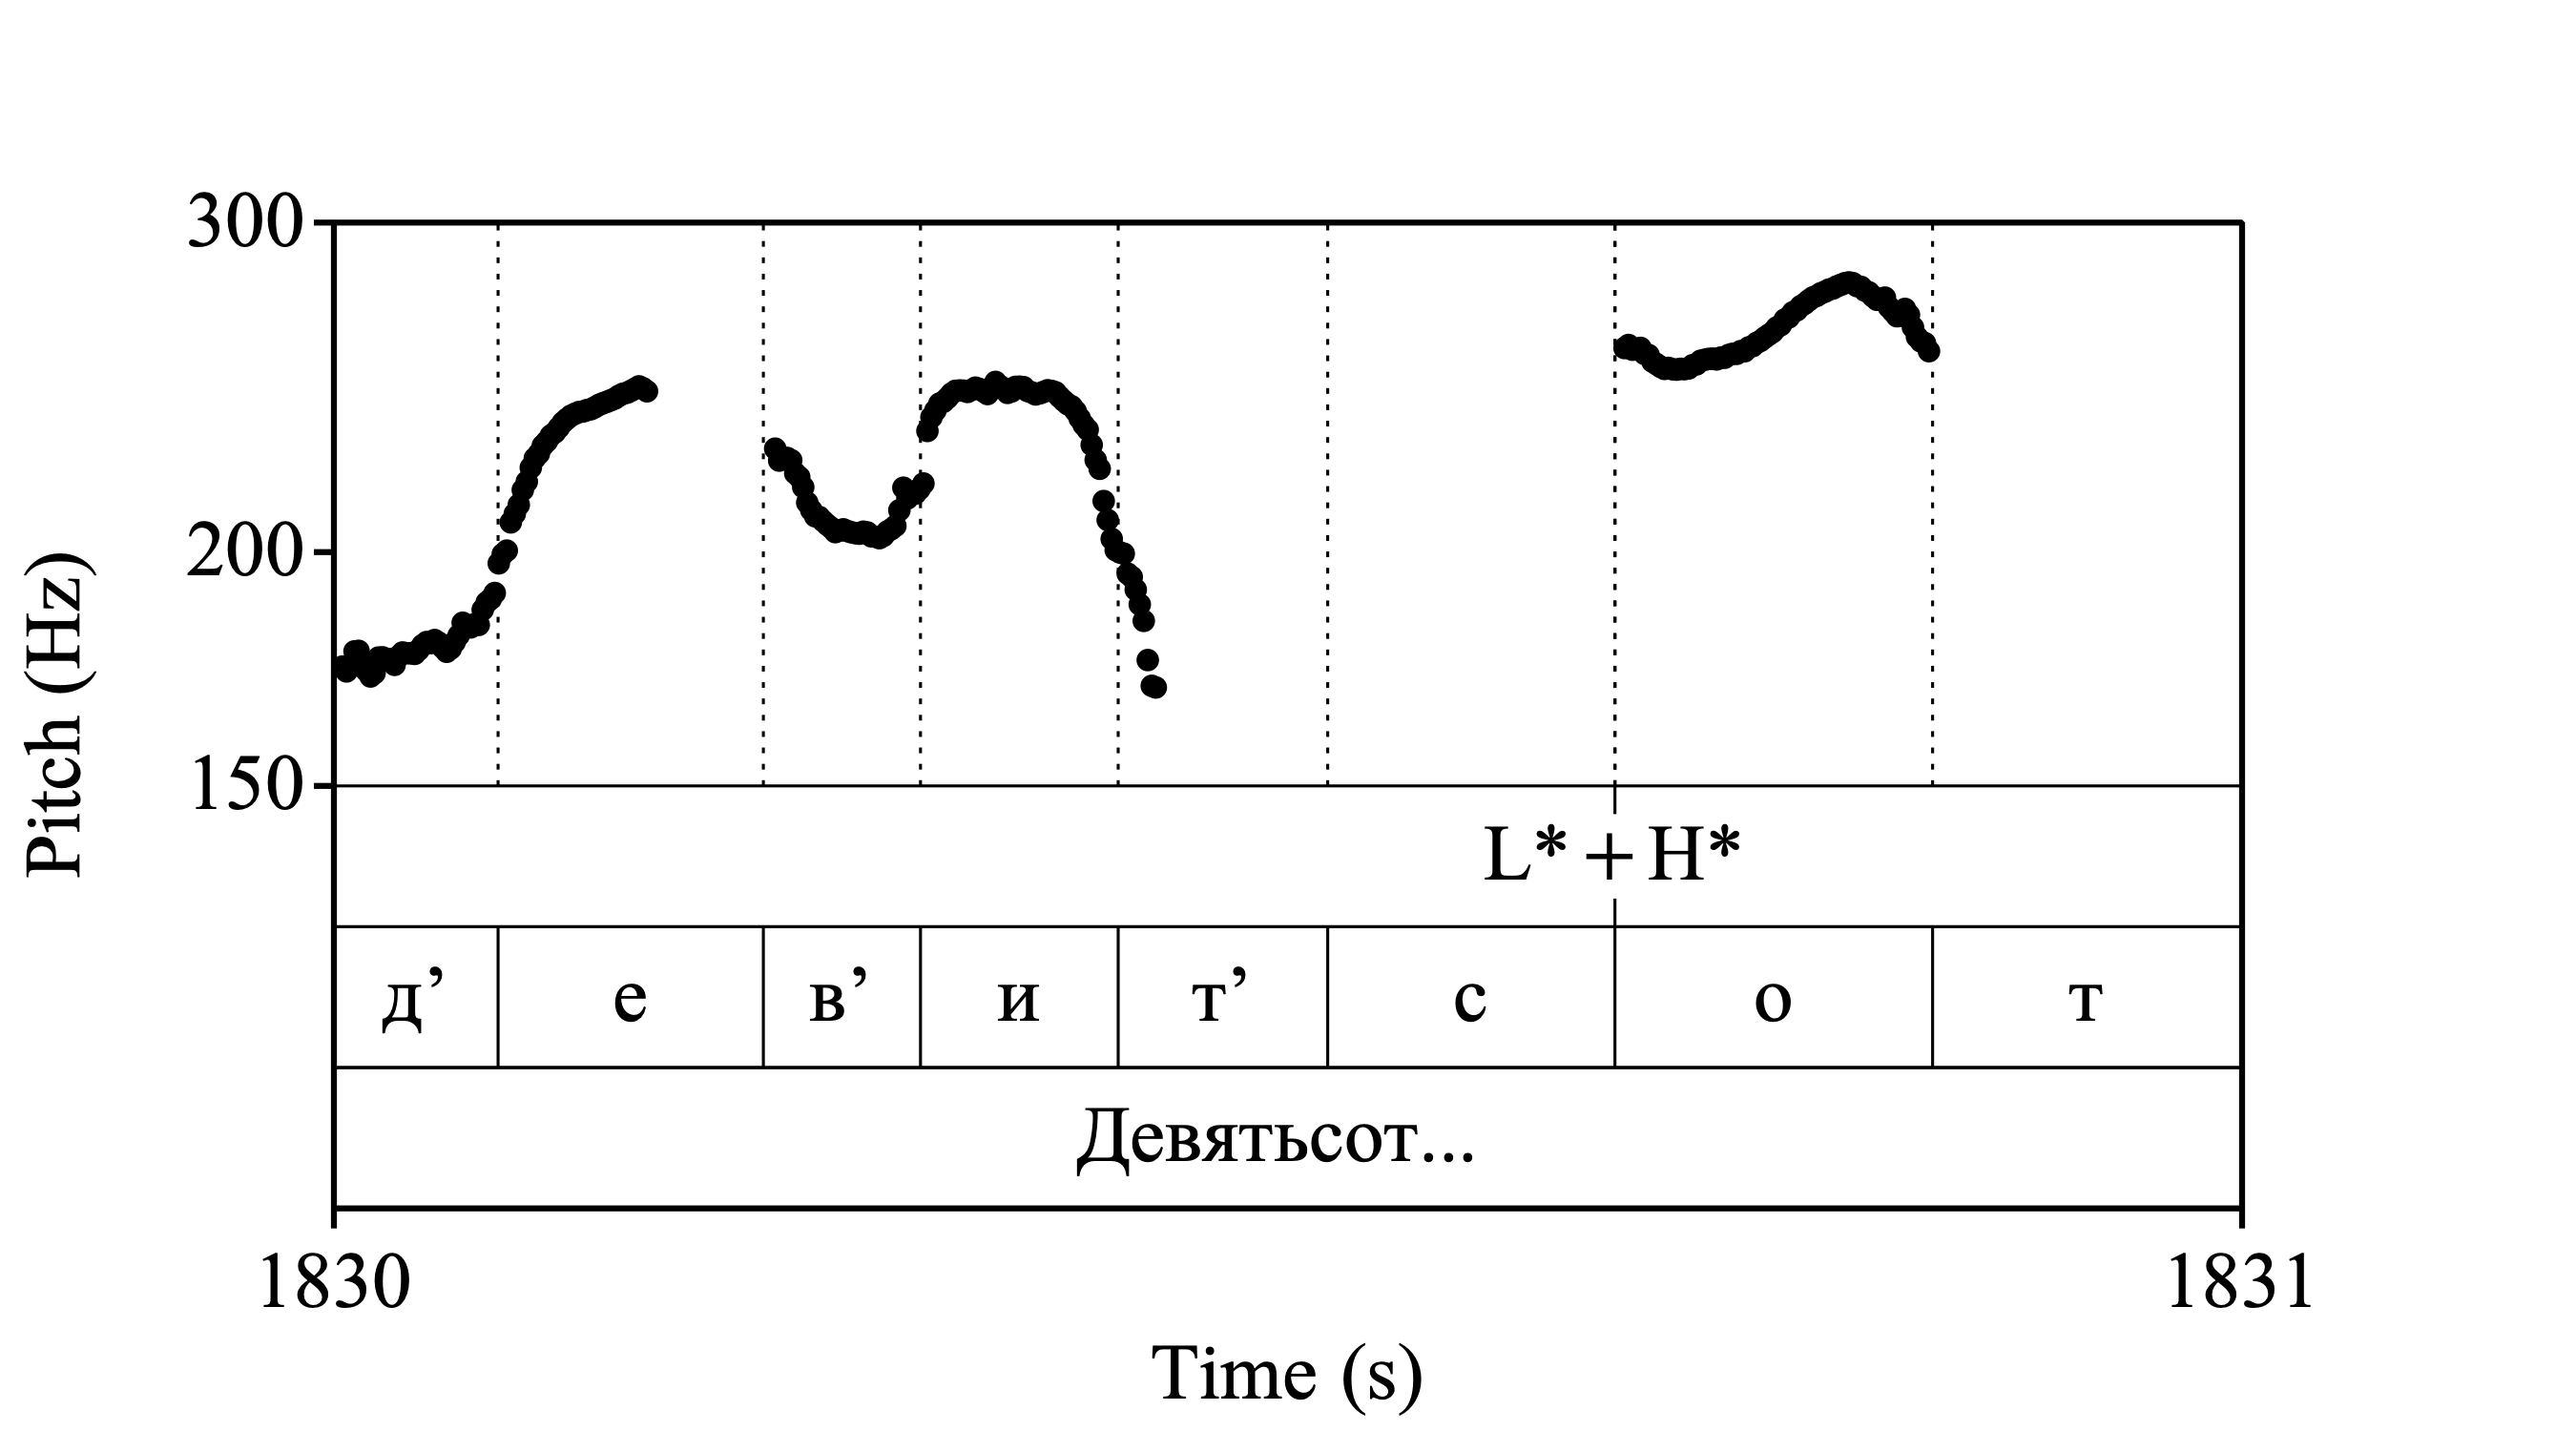 Pitch (Hz)
300
200
150
L* + H*
д’ е в’ и т’ с о т
Девятьсот...
1830 1831
Time (s)